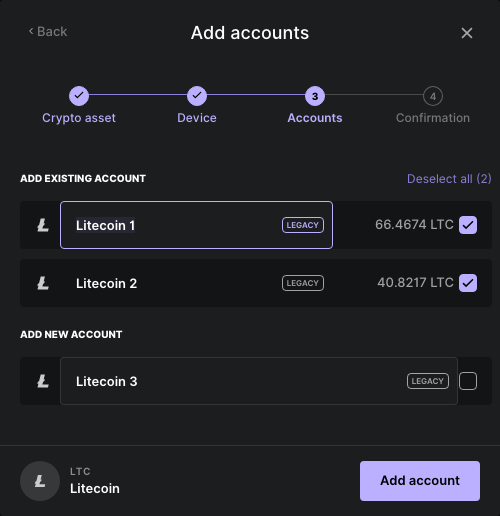 Back
Add accounts
3
4
Crypto asset
Device
Accounts
Confirmation
ADD EXISTING ACCOUNT
Deselect all (2)
Litecoin 1 LEGACY 66.4674 LTC
Litecoin 2 LEGACY 40.8217 LTC
ADD NEW ACCOUNT
Litecoin 3 LEGACY
LTC
Litecoin
Add account